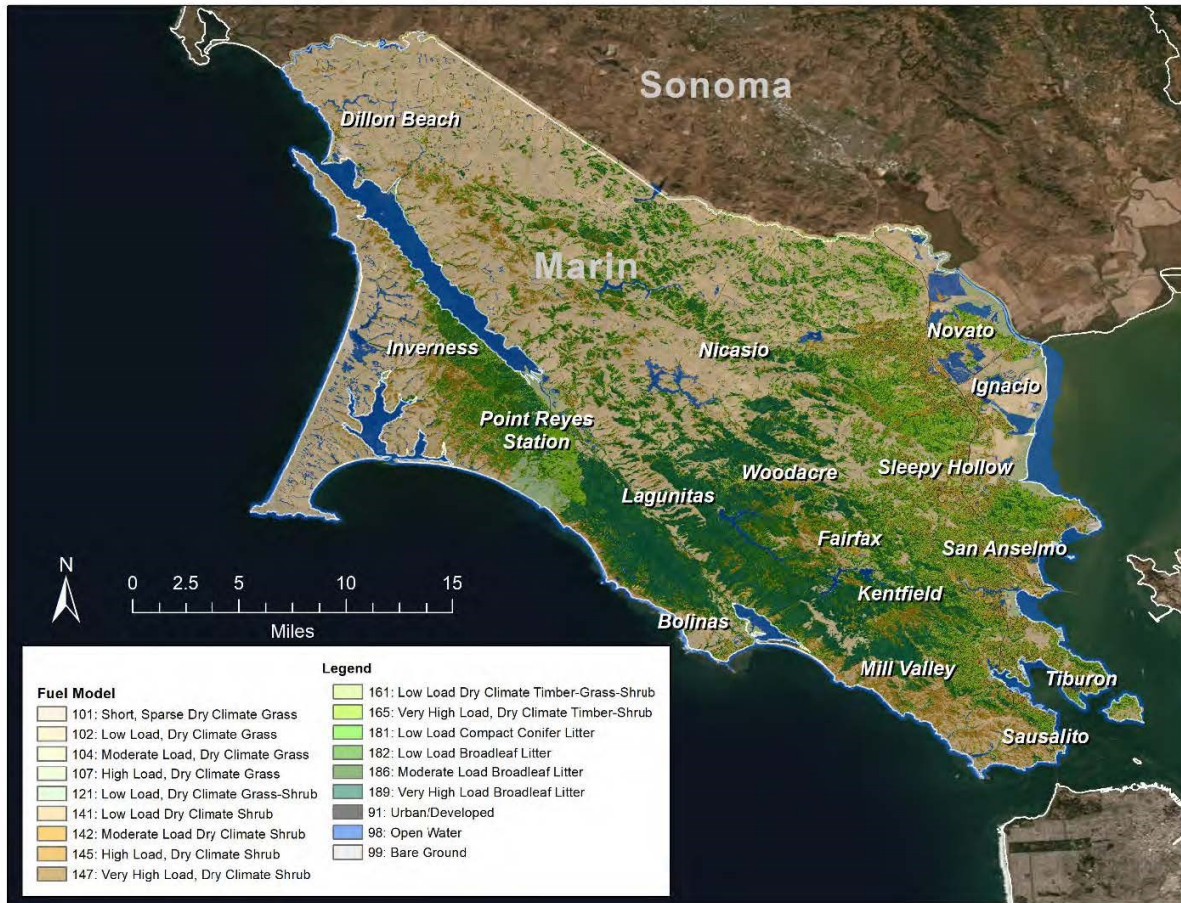 Sonoma
Dillon Beach
Marin
Novato
Inverness
Nicasio
Ignacio
Point Reyes
Station
Woodacre
Sleepy Hollow
Lagunitas
Fairfax
San Anselmo
N
0 2.5 5 10 15
Miles
Kentfield
Bolinas
Mill Valley
Tiburon
Sausalito
Legend
Fuel Model
101: Short, Sparse Dry Climate Grass
102: Low Load, Dry Climate Grass
104: Moderate Load, Dry Climate Grass
107: High Load, Dry Climate Grass
121: Low Load, Dry Climate Grass-Shrub
141: Low Load Dry Climate Shrub
142: Moderate Load Dry Climate Shrub
145: High Load, Dry Climate Shrub
147: Very High Load, Dry Climate Shrub
161: Low Load Dry Climate Timber-Grass-Shrub
165: Very High Load, Dry Climate Timber-Shrub
181: Low Load Compact Conifer Litter
182: Low Load Broadleaf Litter
186: Moderate Load Broadleaf Litter
189: Very High Load Broadleaf Litter
91: Urban/Developed
98: Open Water
99: Bare Ground